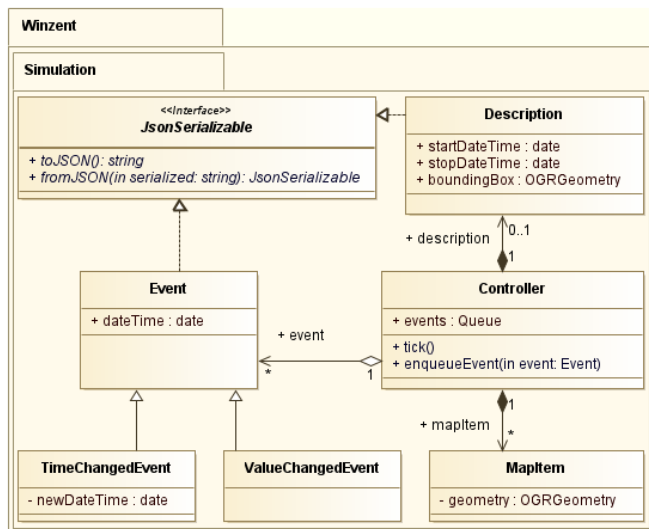 Winzent
Simulation
<<Interface>>
JsonSerializable
+ toJSON(): string
+ fromJSON(in serialized: string): JsonSerializable
Description
+ startDateTime : date
+ stopDateTime : date
+ boundingBox : OGRGeometry
+ description
0..1
1
Event
+ dateTime : date
+ event
*
1
Controller
+ events : Queue
+ tick()
+ enqueueEvent(in event: Event)
1
+ mapItem
*
TimeChangedEvent
- newDateTime : date
ValueChangedEvent
MapItem
- geometry : OGRGeometry